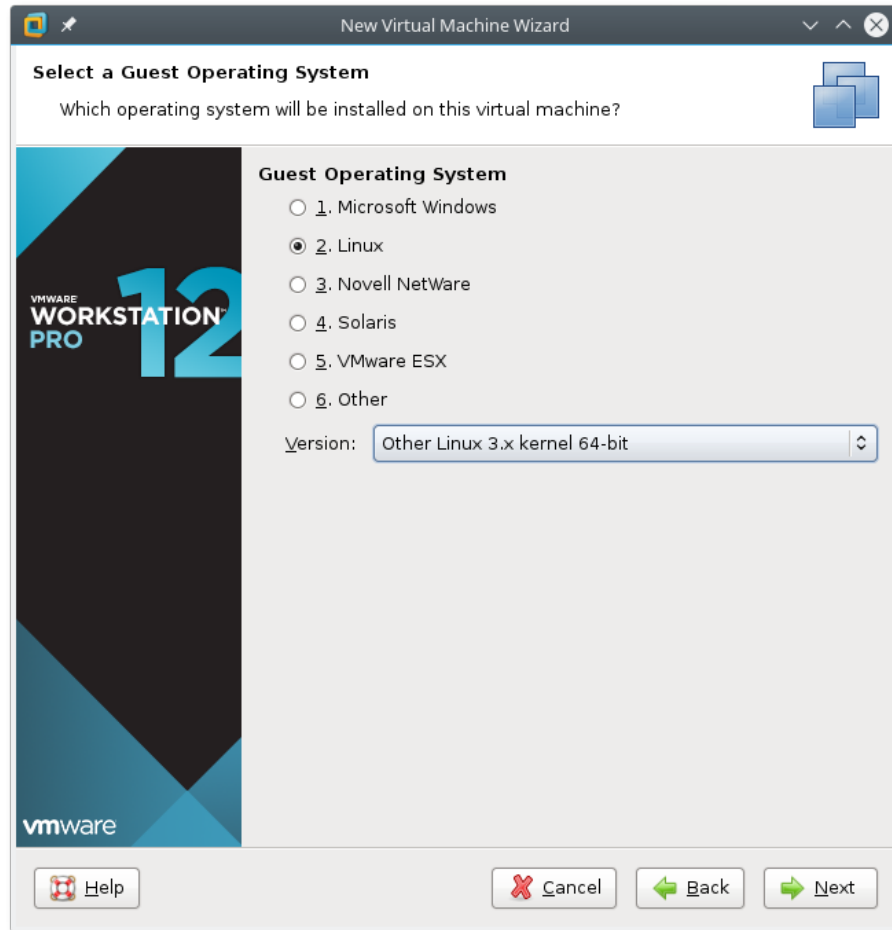 New Virtual Machine Wizard
Select a Guest Operating System
Which operating system will be installed on this virtual machine?
Guest Operating System
1. Microsoft Windows
2. Linux
3. Novell NetWare
4. Solaris
5. VMware ESX
6. Other
Version: Other Linux 3.x kernel 64-bit
VMWARE
WORKSTATION™ 12
PRO
vmware
Help Cancel Back Next